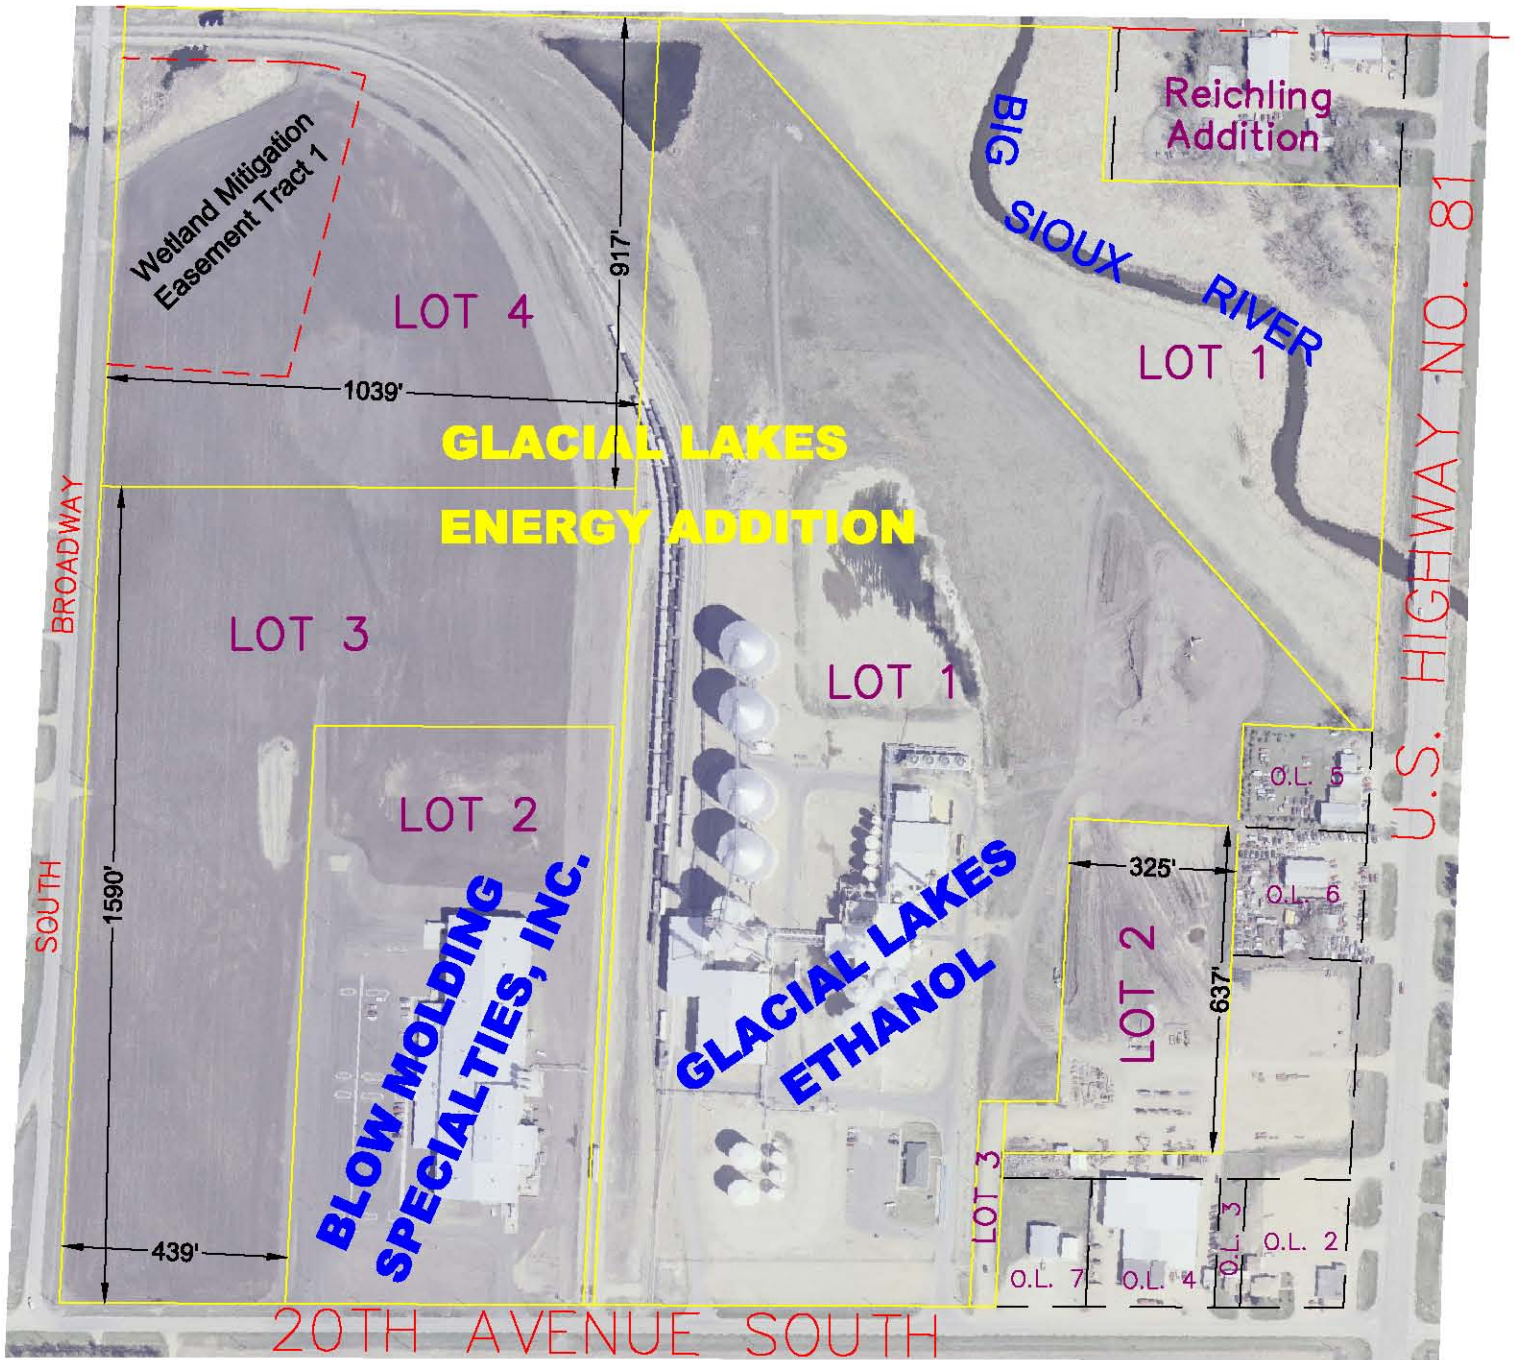 Reichling
Addition
BIG
SIOUX
RIVER
LOT 1
U.S. HIGHWAY NO. 81
Wetland Mitigation
Easement Tract 1
917'
LOT 4
1039'
GLACIAL LAKES
ENERGY ADDITION
SOUTH BROADWAY
LOT 3
LOT 1
1590'
LOT 2
BLOW MOLDING
SPECIALTIES, INC.
GLACIAL LAKES
ETHANOL
O.L. 5
325'
O.L. 6
LOT 2
637'
LOT 3
439'
O.L. 7
O.L. 4
O.L. 3
O.L. 2
20TH AVENUE SOUTH